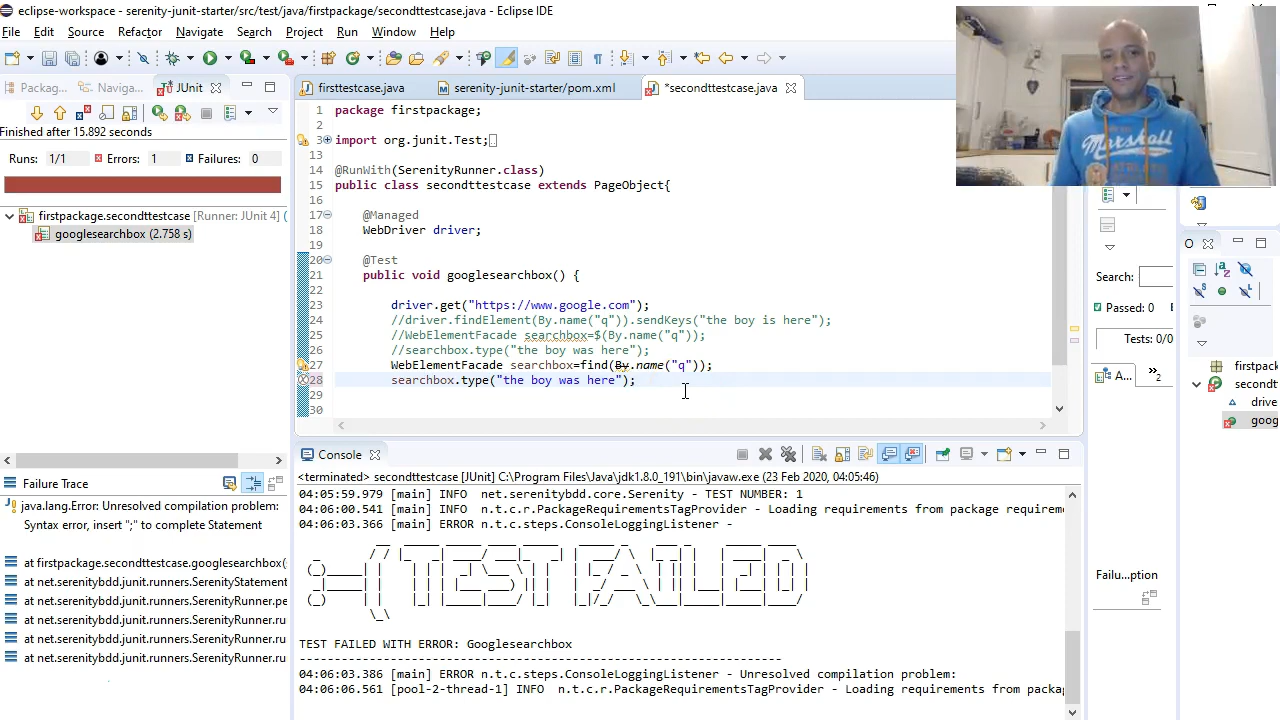 eclipse-workspace - serenity-junit-starter/src/test/java/firstpackage/secondttestcase.java - Eclipse IDE
File Edit Source Refactor Navigate Search Project Run Window Help
Packag... Naviga... JUnit
firsttestcase.java serenity-junit-starter/pom.xml *secondttestcase.java
Finished after 15.892 seconds
Runs: 1/1 Errors: 1 Failures: 0
firstpackage.secondttestcase [Runner: JUnit 4] (
googlesearchbox (2.758 s)
Failure Trace
java.lang.Error: Unresolved compilation problem:
Syntax error, insert ";" to complete Statement
at firstpackage.secondttestcase.googlesearchbox(
at net.serenitybdd.junit.runners.SerenityStatement
at net.serenitybdd.junit.runners.SerenityRunner.pe
at net.serenitybdd.junit.runners.SerenityRunner.ru
at net.serenitybdd.junit.runners.SerenityRunner.ru
at net.serenitybdd.junit.runners.SerenityRunner.ru
1 package firstpackage;
2
3 import org.junit.Test;
13
14 @RunWith(SerenityRunner.class)
15 public class secondttestcase extends PageObject{
16
17 @Managed
18 WebDriver driver;
19
20 @Test
21 public void googlesearchbox() {
22
23 driver.get("https://www.google.com");
24 //driver.findElement(By.name("q")).sendKeys("the boy is here");
25 //WebElementFacade searchbox=$(By.name("q"));
26 //searchbox.type("the boy was here");
27 WebElementFacade searchbox=find(By.name("q"));
28 searchbox.type("the boy was here");
29
30
Console
<terminated> secondttestcase [JUnit] C:\Program Files\Java\jdk1.8.0_191\bin\javaw.exe (23 Feb 2020, 04:05:46)
04:05:59.979 [main] INFO net.serenitybdd.core.Serenity - TEST NUMBER: 1
04:06:00.541 [main] INFO n.t.c.r.PackageRequirementsTagProvider - Loading requirements from package requireme
04:06:03.366 [main] ERROR n.t.c.steps.ConsoleLoggingListener -
TEST FAILED
TEST FAILED WITH ERROR: Googlesearchbox
--------------------------------------------------------------
04:06:03.386 [main] ERROR n.t.c.steps.ConsoleLoggingListener - Unresolved compilation problem:
04:06:06.561 [pool-2-thread-1] INFO n.t.c.r.PackageRequirementsTagProvider - Loading requirements from packag
Marshall
Search:
Passed: 0
Tests: 0/0
A... 2
Failu...ption
O
firstpack
secondt
drive
goog